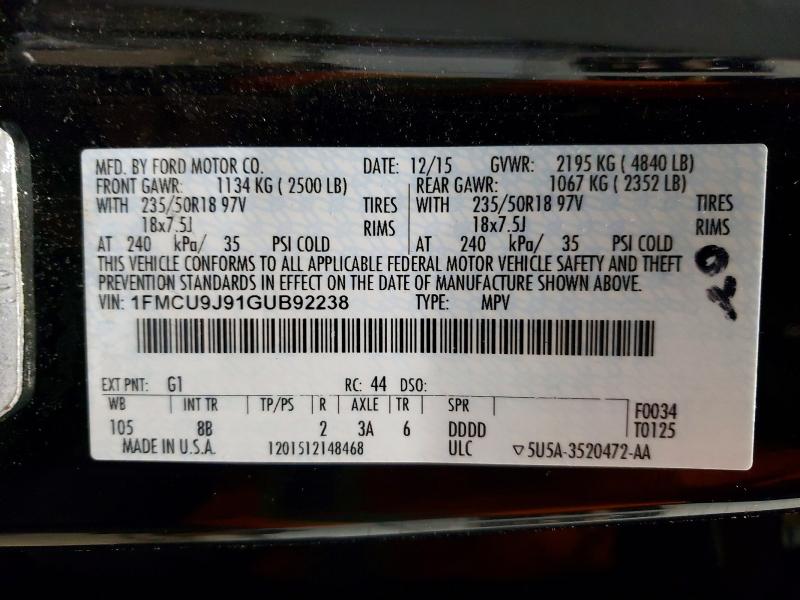 MFD. BY FORD MOTOR CO. DATE: 12/15 GVWR: 2195 KG ( 4840 LB)
FRONT GAWR: 1134 KG ( 2500 LB) REAR GAWR: 1067 KG ( 2352 LB)
WITH 235/50R18 97V TIRES WITH 235/50R18 97V TIRES
18x7.5J RIMS 18x7.5J RIMS
AT 240 kPa/ 35 PSI COLD AT 240 kPa/ 35 PSI COLD
THIS VEHICLE CONFORMS TO ALL APPLICABLE FEDERAL MOTOR VEHICLE SAFETY AND THEFT
PREVENTION STANDARDS IN EFFECT ON THE DATE OF MANUFACTURE SHOWN ABOVE.
VIN: 1FMCU9J91GUB92238 TYPE: MPV
EXT PNT: G1 RC: 44 DSO:
WB INT TR TP/PS R AXLE TR SPR F0034
105 8B 2 3A 6 DDDD T0125
MADE IN U.S.A. 1201512148468 ULC ▽5U5A-3520472-AA